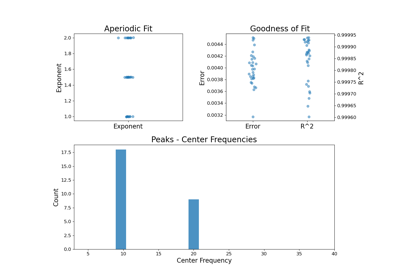 Aperiodic Fit
2.0
1.8
1.6
1.4
1.2
1.0
Exponent
Exponent
Goodness of Fit
0.0044
0.0042
0.0040
0.0038
0.0036
0.0034
0.0032
Error
0.99995
0.99990
0.99985
0.99980
0.99975
0.99970
0.99965
0.99960
R^2
Error R^2
Peaks - Center Frequencies
17.5
15.0
12.5
10.0
7.5
5.0
2.5
0.0
Count
5 10 15 20 25 30 35 40
Center Frequency